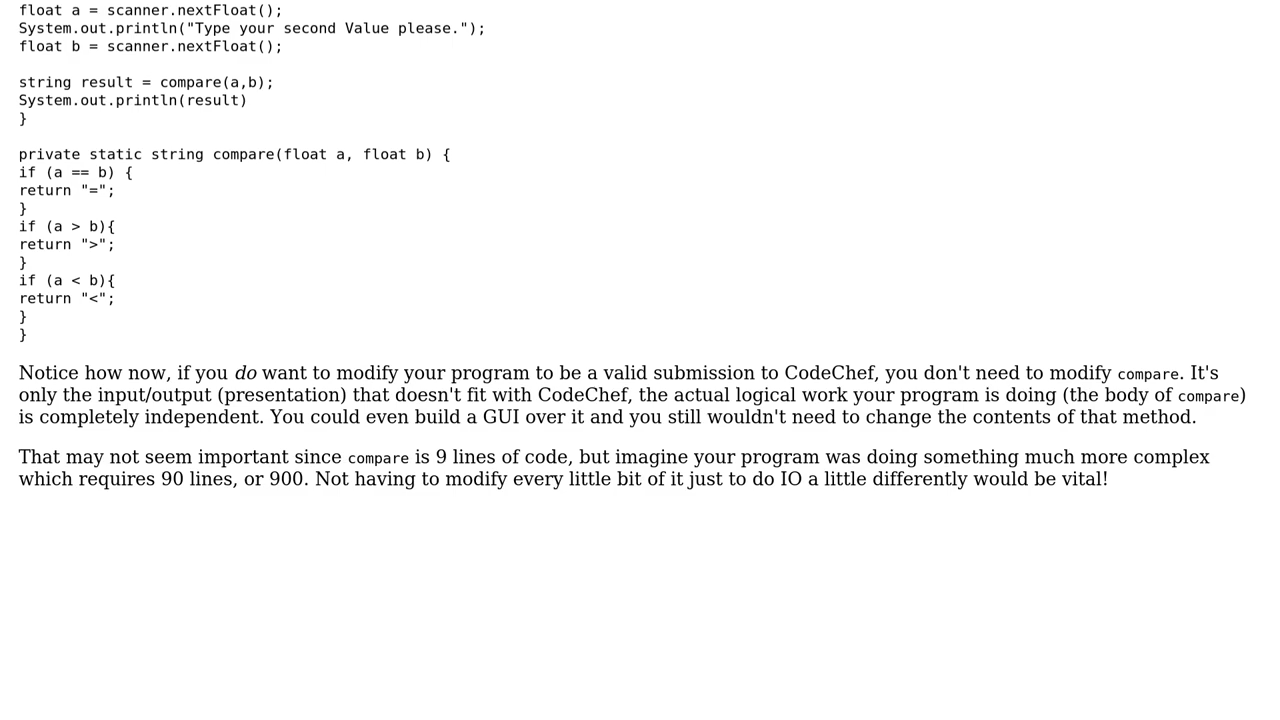 float a = scanner.nextFloat();
System.out.println("Type your second Value please.");
float b = scanner.nextFloat();
string result = compare(a,b);
System.out.println(result)
}
private static string compare(float a, float b) {
if (a == b) {
return "=";
}
if (a > b){
return ">";
}
if (a < b){
return "<";
}
}
Notice how now, if you do want to modify your program to be a valid submission to CodeChef, you don't need to modify compare. It's
only the input/output (presentation) that doesn't fit with CodeChef, the actual logical work your program is doing (the body of compare)
is completely independent. You could even build a GUI over it and you still wouldn't need to change the contents of that method.
That may not seem important since compare is 9 lines of code, but imagine your program was doing something much more complex
which requires 90 lines, or 900. Not having to modify every little bit of it just to do IO a little differently would be vital!